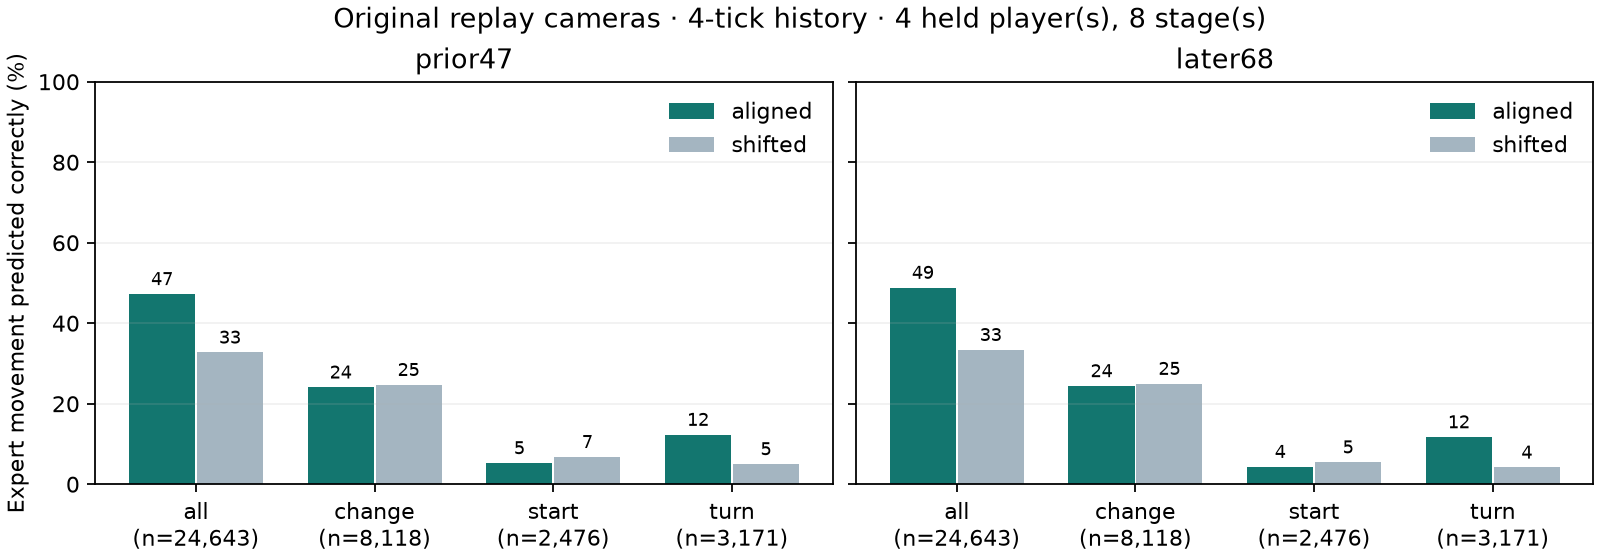 Original replay cameras · 4-tick history · 4 held player(s), 8 stage(s)
prior47
later68
Expert movement predicted correctly (%)
100
80
60
40
20
0
aligned
shifted
47
33
24
25
5
7
12
5
all
(n=24,643)
change
(n=8,118)
start
(n=2,476)
turn
(n=3,171)
aligned
shifted
49
33
24
25
4
5
12
4
all
(n=24,643)
change
(n=8,118)
start
(n=2,476)
turn
(n=3,171)